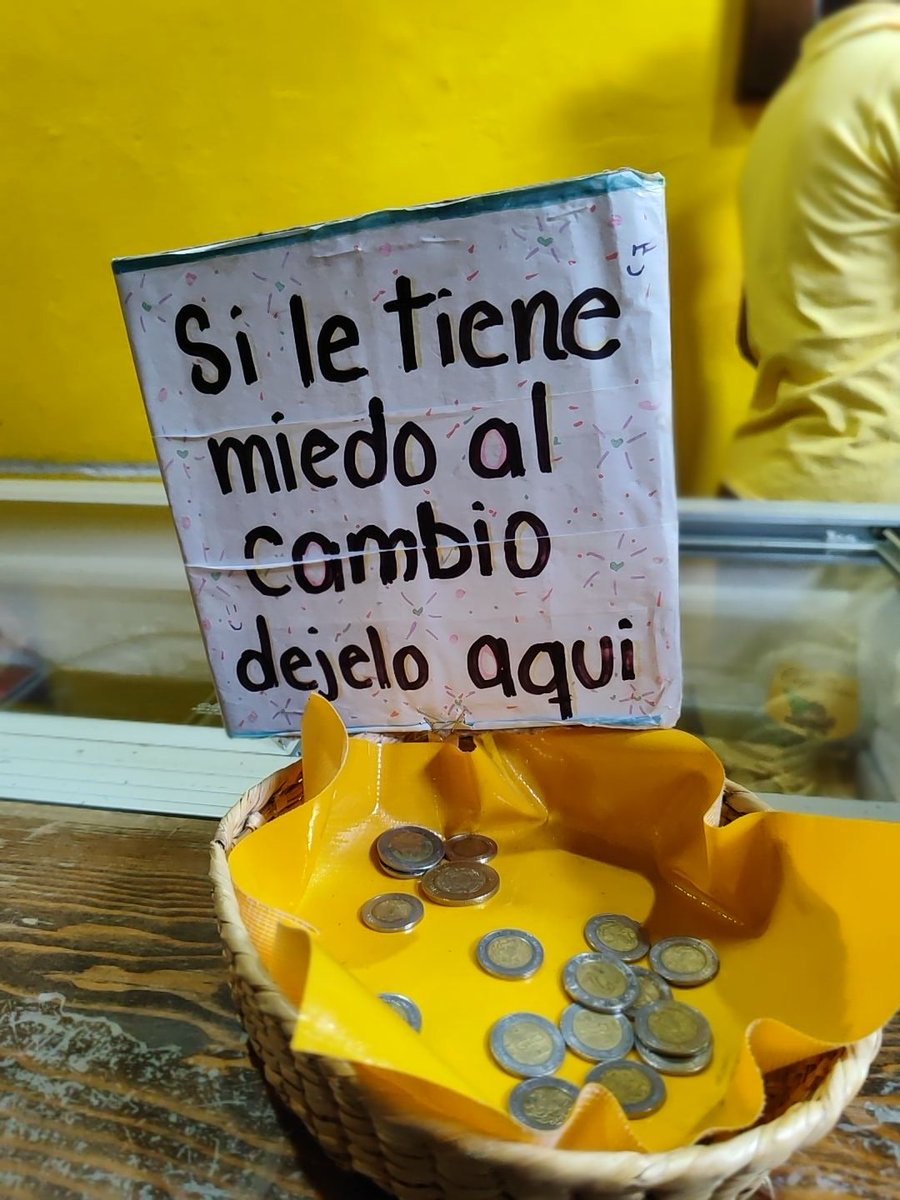 Si le tiene
miedo al
cambio
dejelo aqui